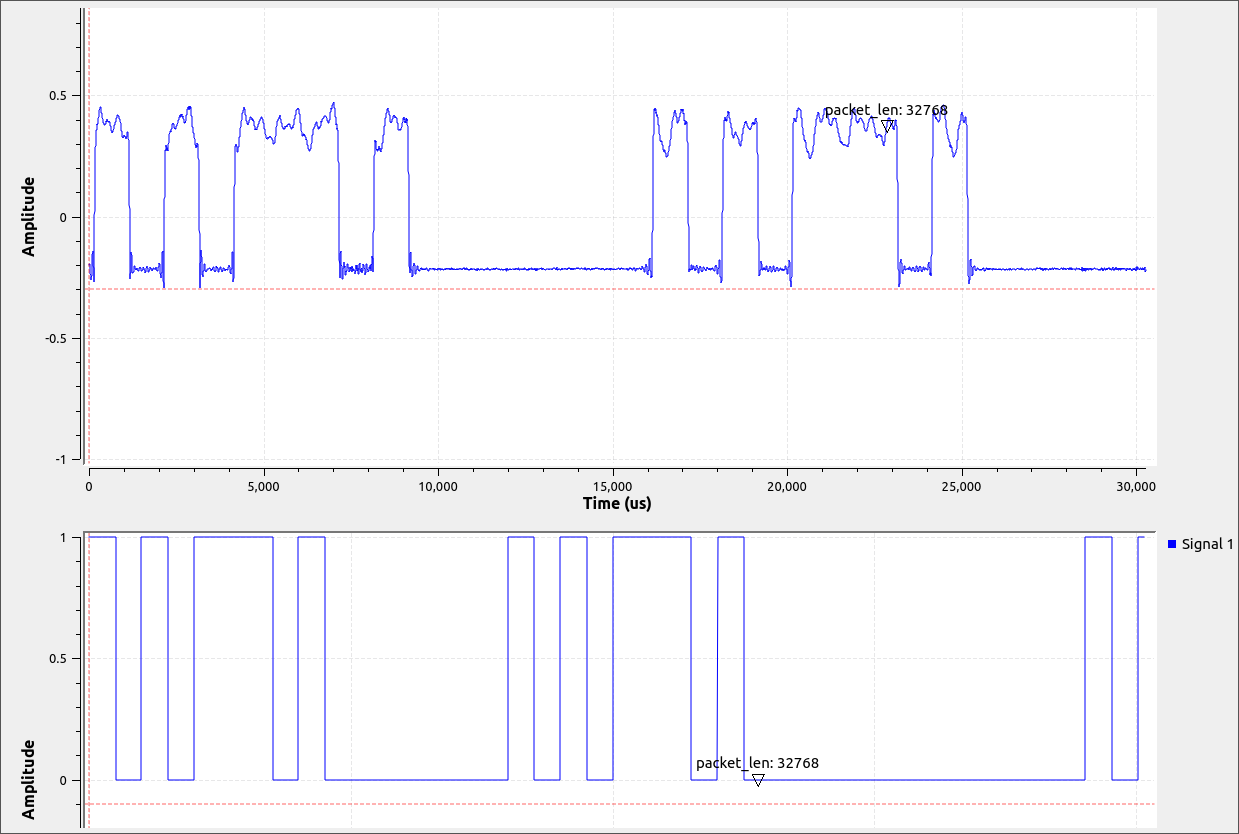 0.5
packet_len: 32768
0
-0.5
-1
Amplitude
0
5,000
10,000
15,000
20,000
25,000
30,000
Time (us)
1
Signal 1
0.5
packet_len: 32768
0
Amplitude